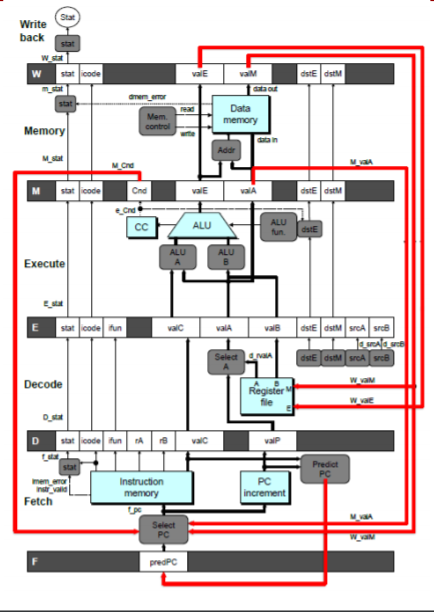 Write
back
Stat
stat
W_stat
W stat icode valE valM dstE dstM
m_stat
data out
dmem_error
stat
read
Mem.
control
Data
memory
write
data in
Memory
Addr
M_stat
M_Cnd
M_valA
M stat icode Cnd valE valA dstE dstM
e_Cnd
CC
ALU
ALU
fun.
dstE
ALU
A
ALU
B
Execute
E_stat
E stat icode ifun valC valA valB dstE dstM srcA srcB
d_srcA d_srcB
Select
A
d_rvalA
dstE dstM srcA srcB
A B
M
Register
file
E
W_valM
W_valE
Decode
D_stat
D stat icode ifun rA rB valC valP
f_stat
stat
Predict
PC
imem_error
instr_valid
Instruction
memory
PC
increment
Fetch
f_pc
M_valA
Select
PC
W_valM
F predPC